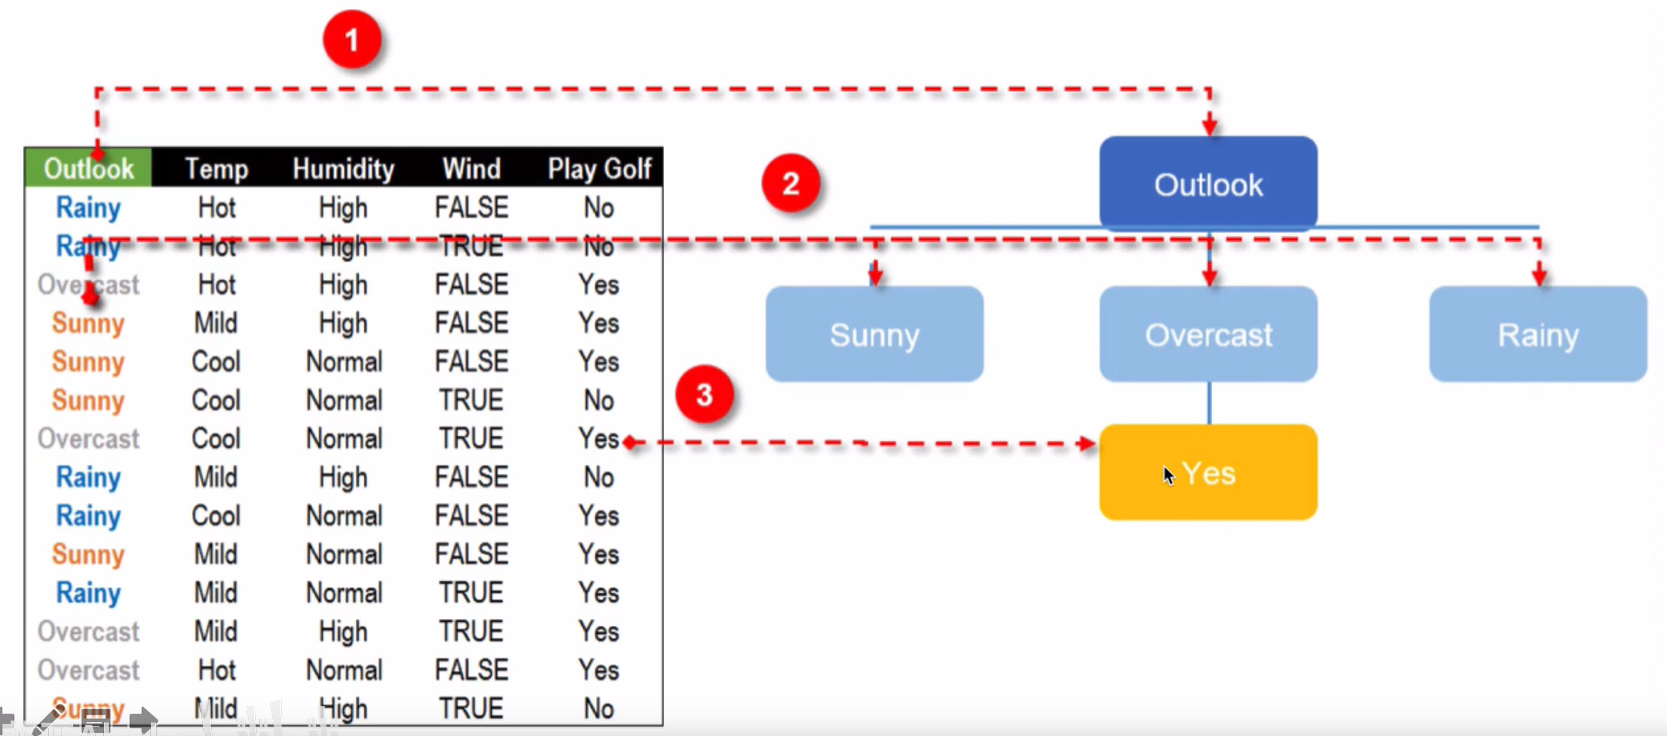 1
Outlook Temp Humidity Wind Play Golf
Rainy Hot High FALSE No
Rainy Hot High TRUE No
Overcast Hot High FALSE Yes
Sunny Mild High FALSE Yes
Sunny Cool Normal FALSE Yes
Sunny Cool Normal TRUE No
Overcast Cool Normal TRUE Yes
Rainy Mild High FALSE No
Rainy Cool Normal FALSE Yes
Sunny Mild Normal FALSE Yes
Rainy Mild Normal TRUE Yes
Overcast Mild High TRUE Yes
Overcast Hot Normal FALSE Yes
Sunny Mild High TRUE No
2
Outlook
Sunny Overcast Rainy
3
Yes